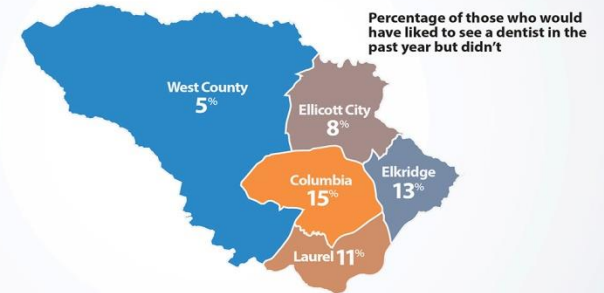 Percentage of those who would
have liked to see a dentist in the
past year but didn't
West County
5%
Ellicott City
8%
Columbia
15%
Elkridge
13%
Laurel 11%